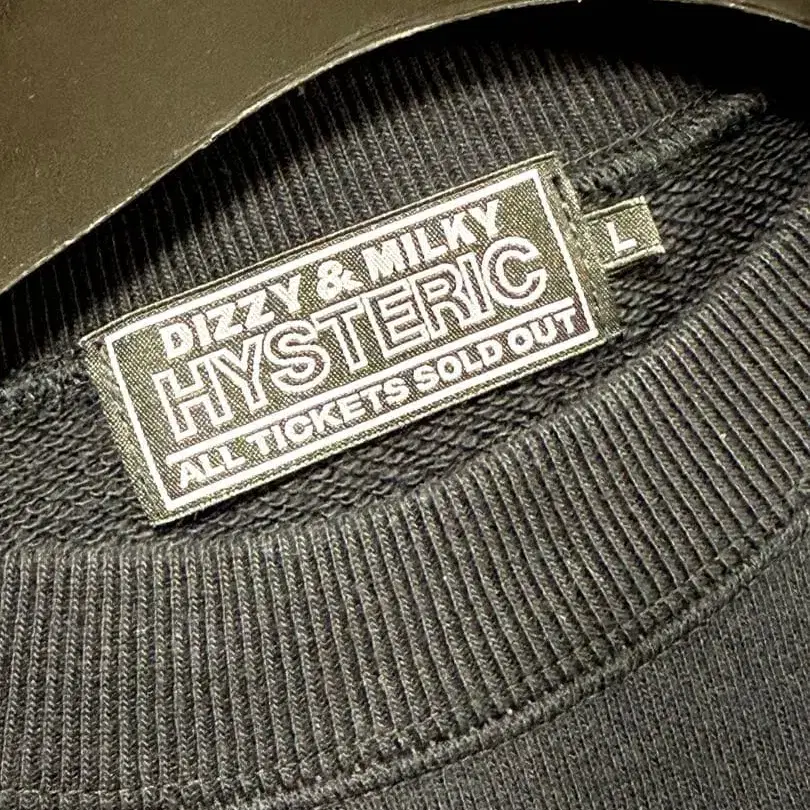 DIZZY & MILKY
HYSTERIC
ALL TICKETS SOLD OUT
L